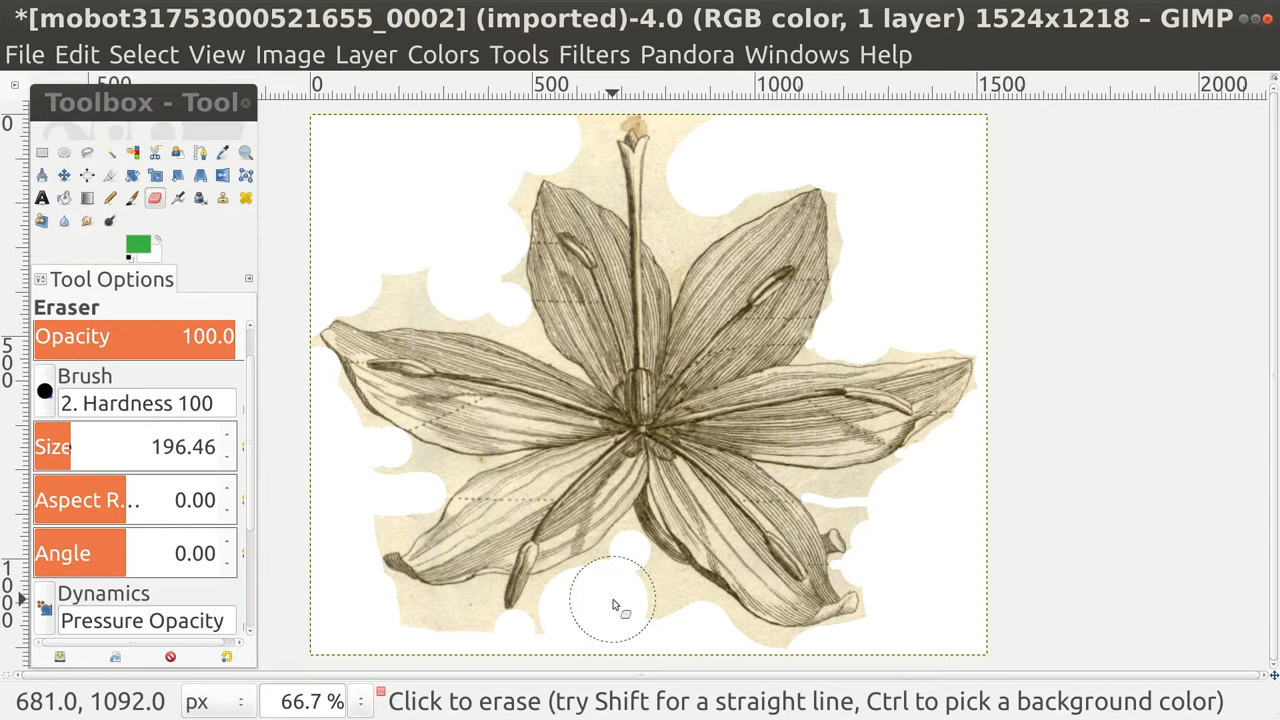 *[mobot31753000521655_0002] (imported)-4.0 (RGB color, 1 layer) 1524x1218 – GIMP
File Edit Select View Image Layer Colors Tools Filters Pandora Windows Help
500 0 500 1000 1500 2000
Toolbox - Tool
0
500
1000
Tool Options
Eraser
Opacity 100.0
Brush
2. Hardness 100
Size 196.46
Aspect R... 0.00
Angle 0.00
Dynamics
Pressure Opacity
681.0, 1092.0 px 66.7 % Click to erase (try Shift for a straight line, Ctrl to pick a background color)